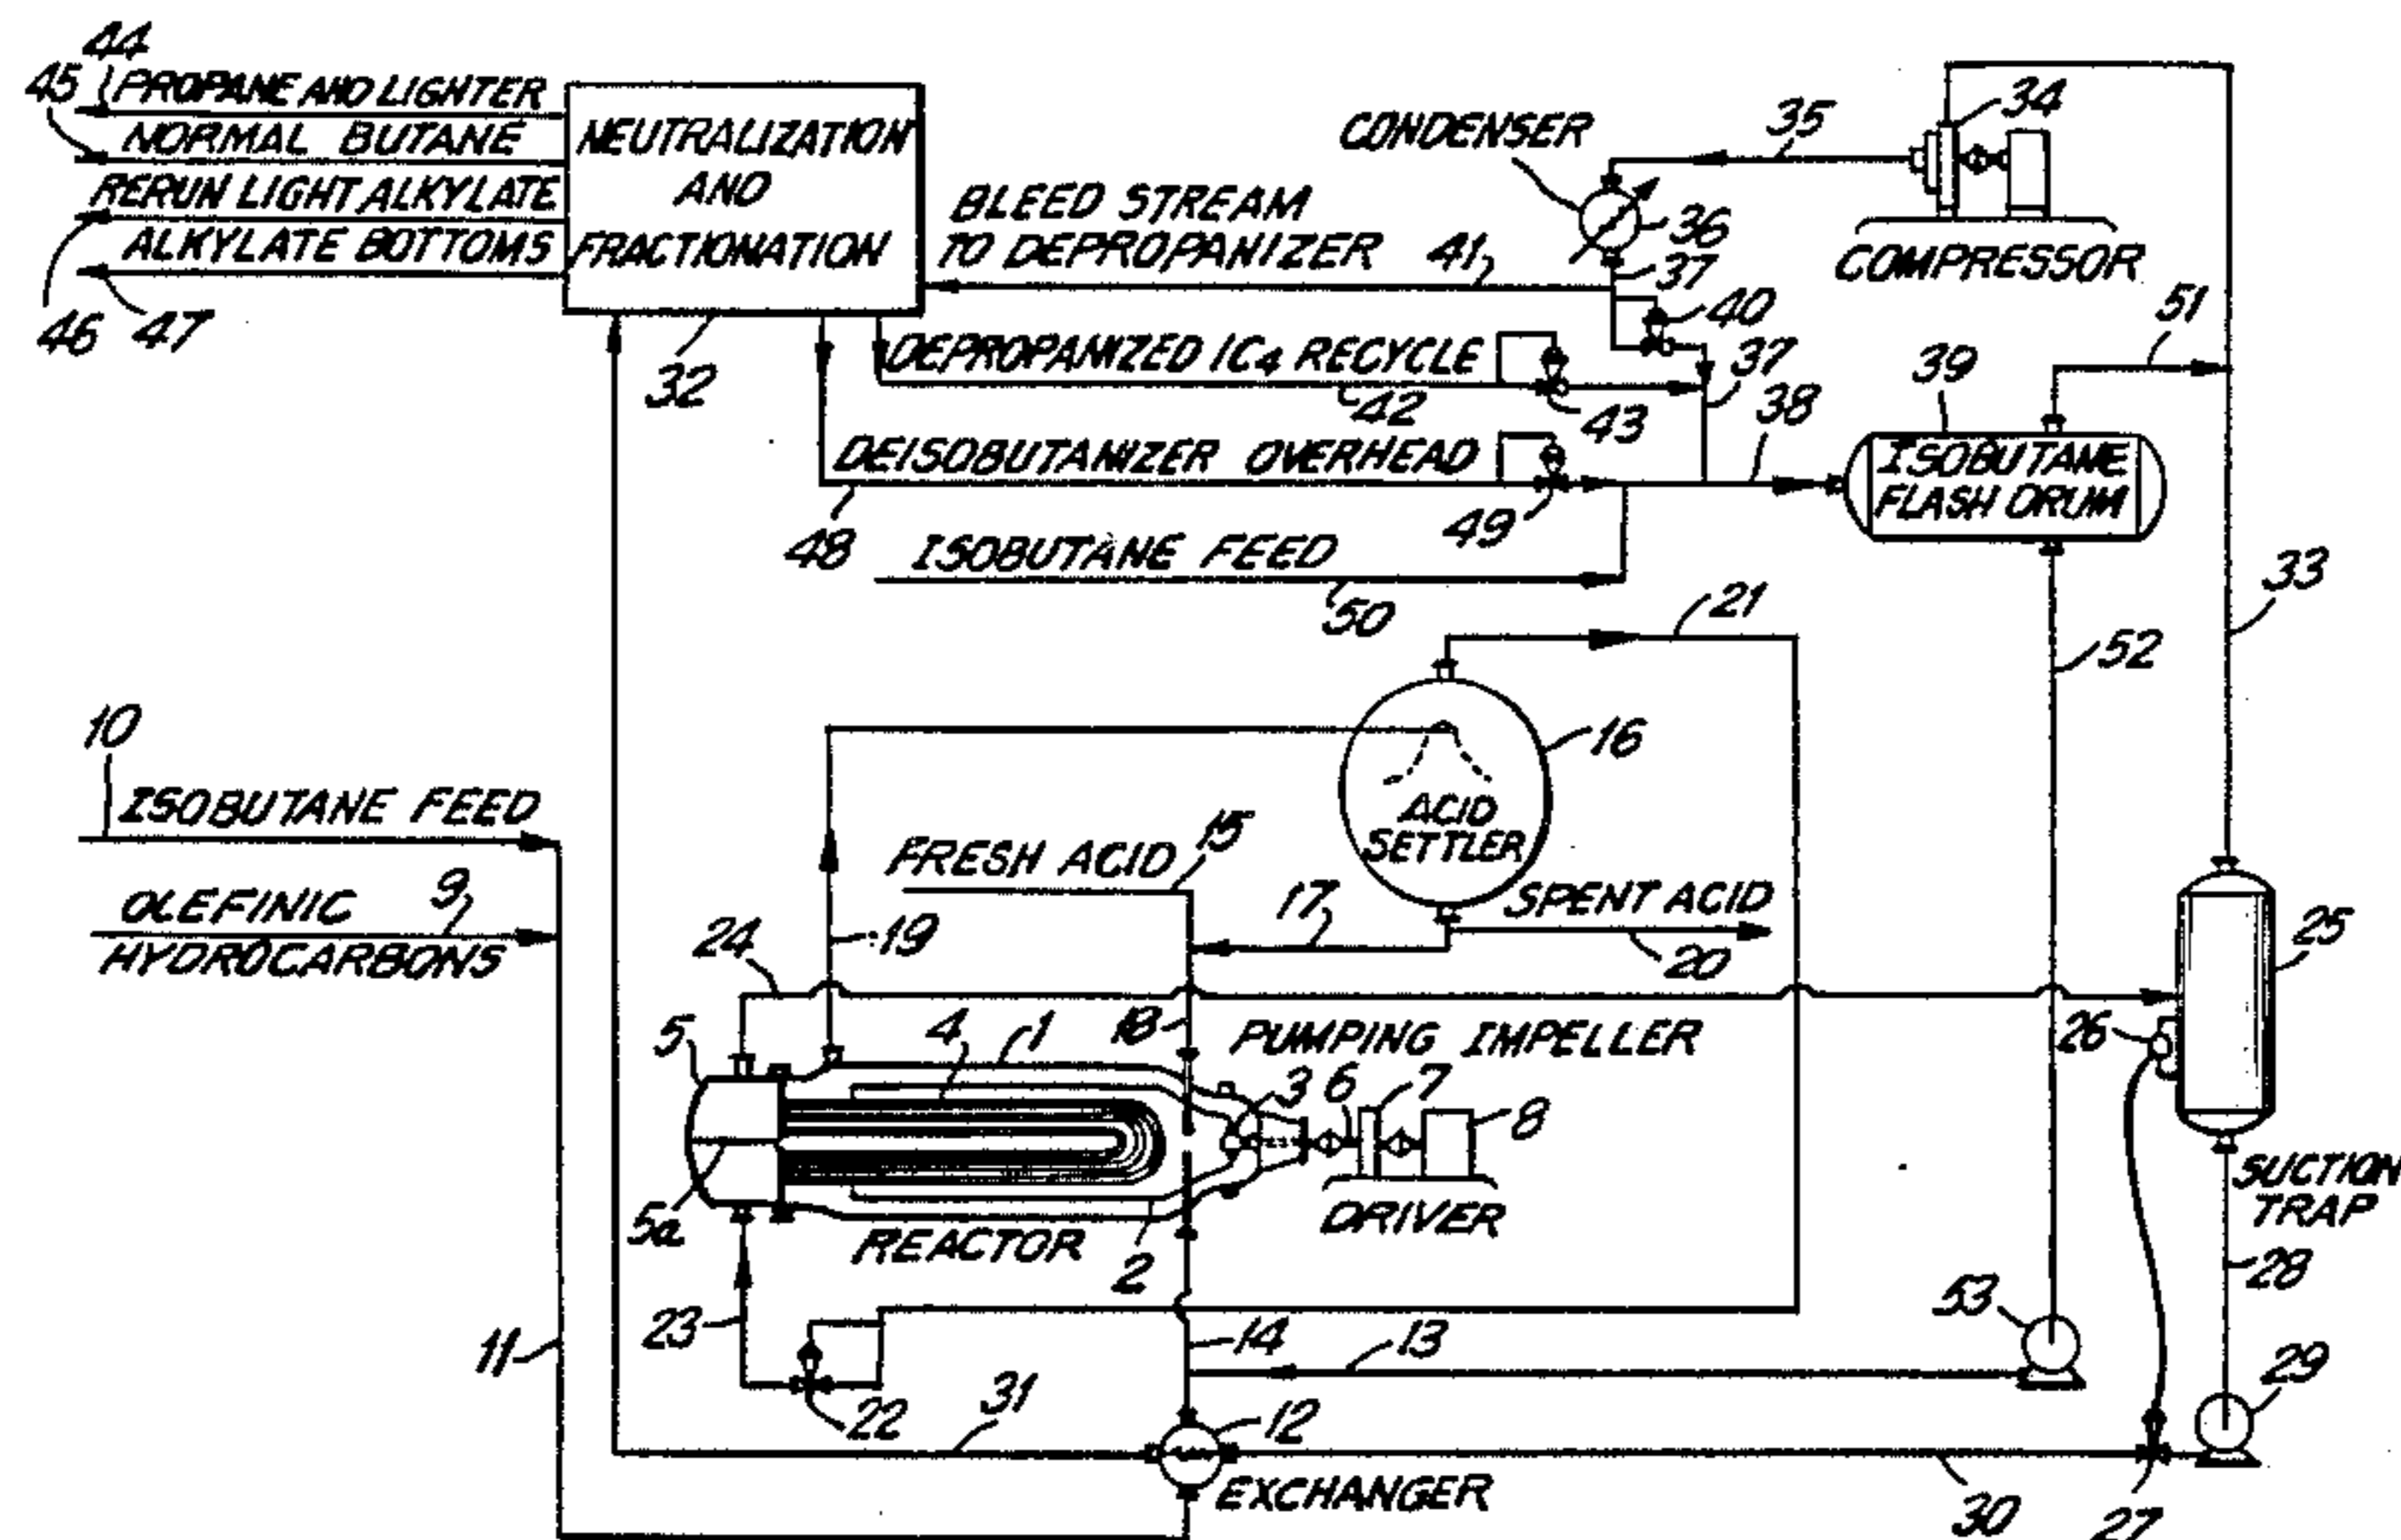 44
45
PROPANE AND LIGHTER
NORMAL BUTANE
RERUN LIGHT ALKYLATE
ALKYLATE BOTTOMS
46
47
NEUTRALIZATION
AND
FRACTIONATION
32
BLEED STREAM
TO DEPROPANIZER
41
CONDENSER
35
34
36
37
COMPRESSOR
40
51
DEPROPANIZED IC4 RECYCLE
42
43
37
38
39
DEISOBUTANIZER OVERHEAD
48
49
ISOBUTANE
FLASH DRUM
ISOBUTANE FEED
50
33
21
52
10
ISOBUTANE FEED
16
ACID
SETTLER
FRESH ACID
15
OLEFINIC
9
HYDROCARBONS
17
SPENT ACID
20
19
24
25
18
PUMPING IMPELLER
26
5
4
1
3
6
7
8
5a
REACTOR
2
DRIVER
SUCTION
TRAP
28
23
11
14
13
53
29
22
31
12
EXCHANGER
30
27